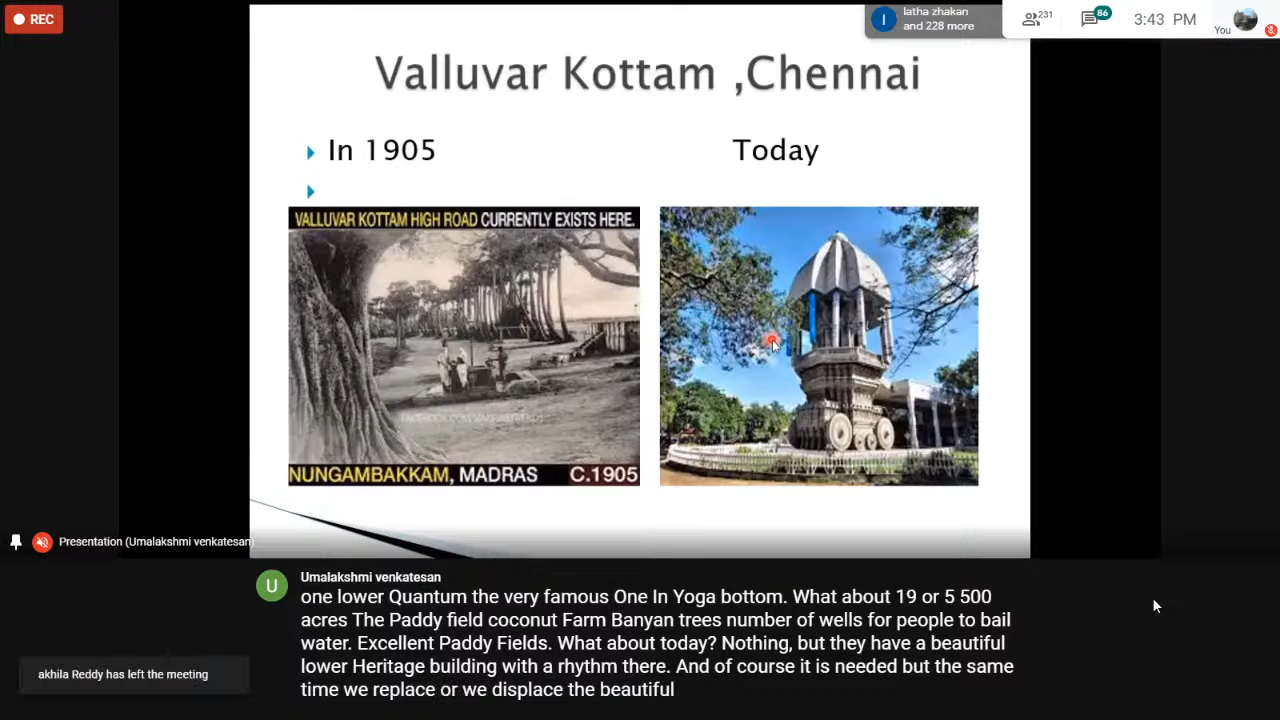 REC
latha zhakan
and 228 more
231
86
3:43 PM
You
Valluvar Kottam ,Chennai
In 1905
Today
VALLUVAR KOTTAM HIGH ROAD CURRENTLY EXISTS HERE.
NUNGAMBAKKAM, MADRAS C.1905
Presentation (Umalakshmi venkatesan)
U
Umalakshmi venkatesan
one lower Quantum the very famous One In Yoga bottom. What about 19 or 5 500
acres The Paddy field coconut Farm Banyan trees number of wells for people to bail
water. Excellent Paddy Fields. What about today? Nothing, but they have a beautiful
lower Heritage building with a rhythm there. And of course it is needed but the same
time we replace or we displace the beautiful
akhila Reddy has left the meeting